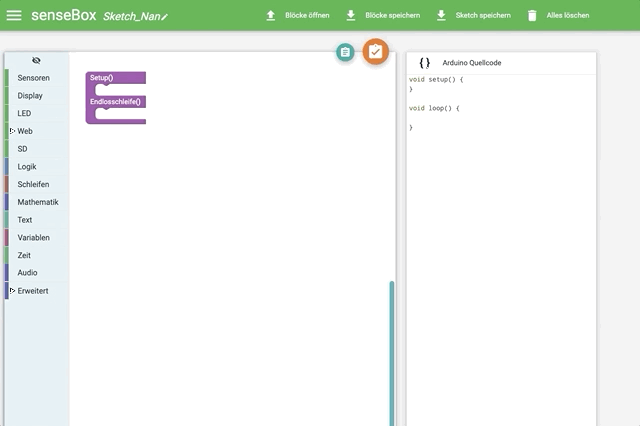 senseBox Sketch_Nan
Blöcke öffnen
Blöcke speichern
Sketch speichern
Alles löschen
Sensoren
Display
LED
Web
SD
Logik
Schleifen
Mathematik
Text
Variablen
Zeit
Audio
Erweitert
Setup()
Endlosschleife()
{} Arduino Quellcode
void setup() {
}
void loop() {
}